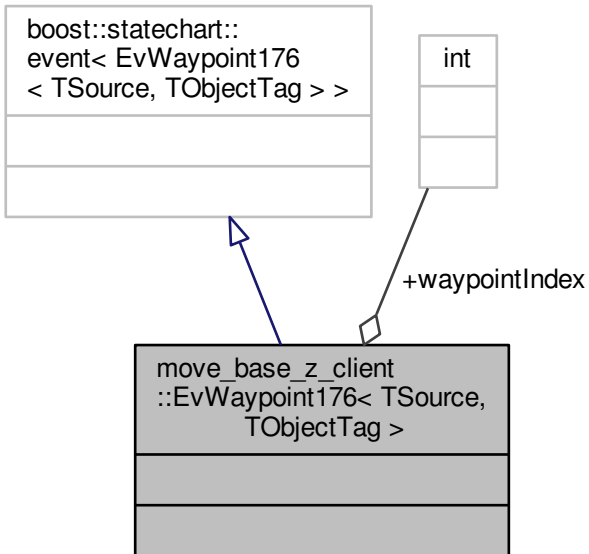 boost::statechart::
event< EvWaypoint176
< TSource, TObjectTag > >
int
+waypointIndex
move_base_z_client
::EvWaypoint176< TSource,
TObjectTag >